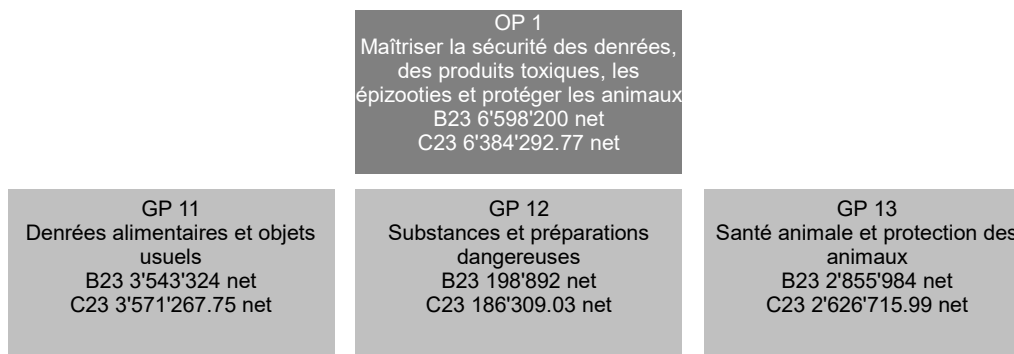 OP 1
Maîtriser la sécurité des denrées,
des produits toxiques, les
épizooties et protéger les animaux
B23 6'598'200 net
C23 6'384'292.77 net
GP 11
Denrées alimentaires et objets
usuels
B23 3'543'324 net
C23 3'571'267.75 net
GP 12
Substances et préparations
dangereuses
B23 198'892 net
C23 186'309.03 net
GP 13
Santé animale et protection des
animaux
B23 2'855'984 net
C23 2'626'715.99 net